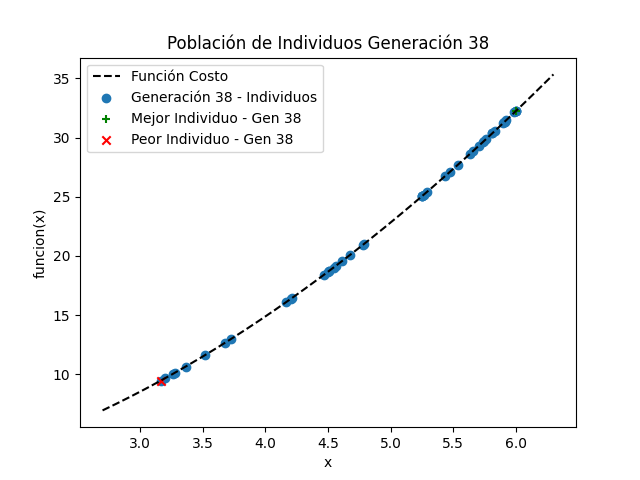 Población de Individuos Generación 38
Función Costo
Generación 38 - Individuos
Mejor Individuo - Gen 38
Peor Individuo - Gen 38
funcion(x)
35
30
25
20
15
10
3.0 3.5 4.0 4.5 5.0 5.5 6.0
x